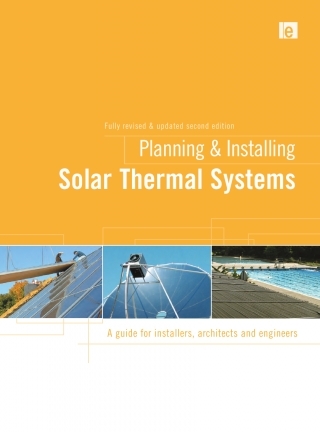 e
Fully revised & updated second edition
Planning & Installing
Solar Thermal Systems
A guide for installers, architects and engineers